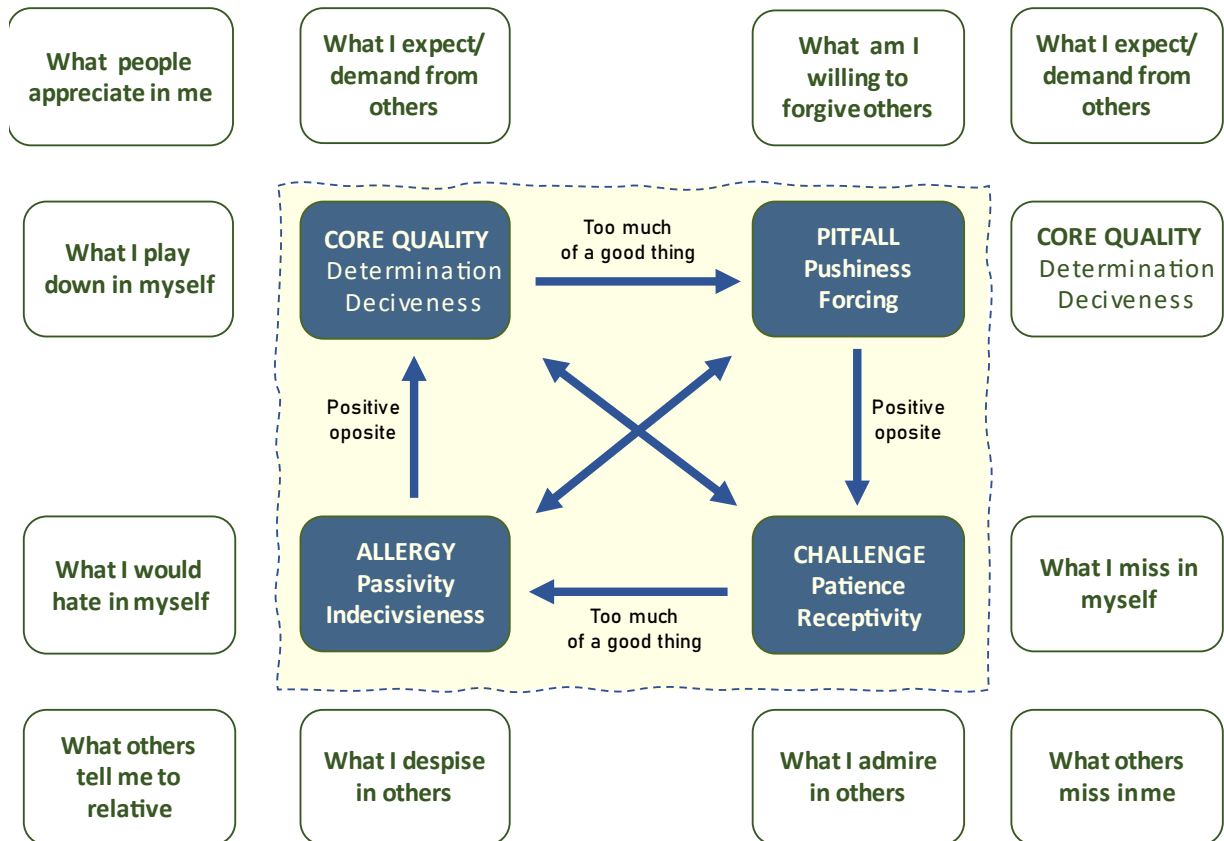 What people
appreciate in me
What I expect/
demand from
others
What am I
willing to
forgive others
What I expect/
demand from
others
What I play
down in myself
CORE QUALITY
Determination
Deciveness
Too much
of a good thing
PITFALL
Pushiness
Forcing
CORE QUALITY
Determination
Deciveness
Positive
oposite
Positive
oposite
What I would
hate in myself
ALLERGY
Passivity
Indecivsieness
Too much
of a good thing
CHALLENGE
Patience
Receptivity
What I miss in
myself
What others
tell me to
relative
What I despise
in others
What I admire
in others
What others
miss in me